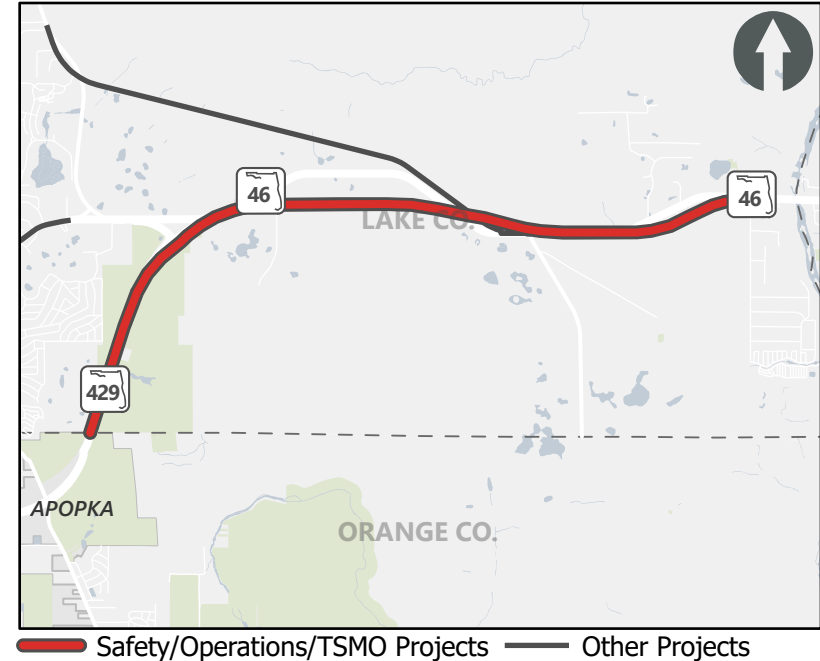 46
46
LAKE CO.
429
APOPKA
ORANGE CO.
Safety/Operations/TSMO Projects
Other Projects